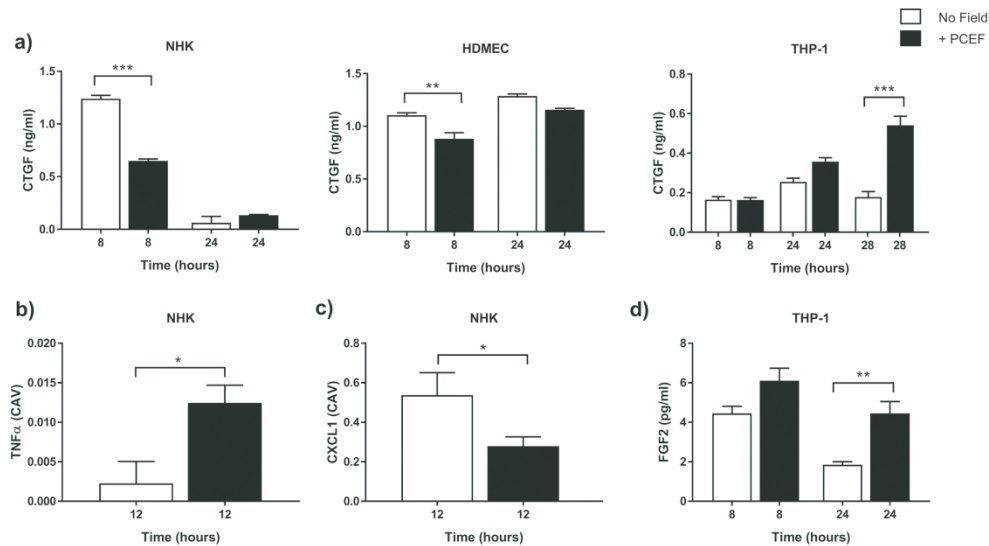 No Field
+ PCEF
a)
NHK
CTGF (ng/ml)
1.5
1.0
0.5
0.0
***
8 8 24 24
Time (hours)
HDMEC
CTGF (ng/ml)
1.5
1.0
0.5
0.0
**
8 8 24 24
Time (hours)
THP-1
CTGF (ng/ml)
0.8
0.6
0.4
0.2
0.0
***
8 8 24 24 28 28
Time (hours)
b)
NHK
TNFα (CAV)
0.020
0.015
0.010
0.005
0.000
*
12 12
Time (hours)
c)
NHK
CXCL1 (CAV)
0.8
0.6
0.4
0.2
0.0
*
12 12
Time (hours)
d)
THP-1
FGF2 (pg/ml)
8
6
4
2
0
**
8 8 24 24
Time (hours)